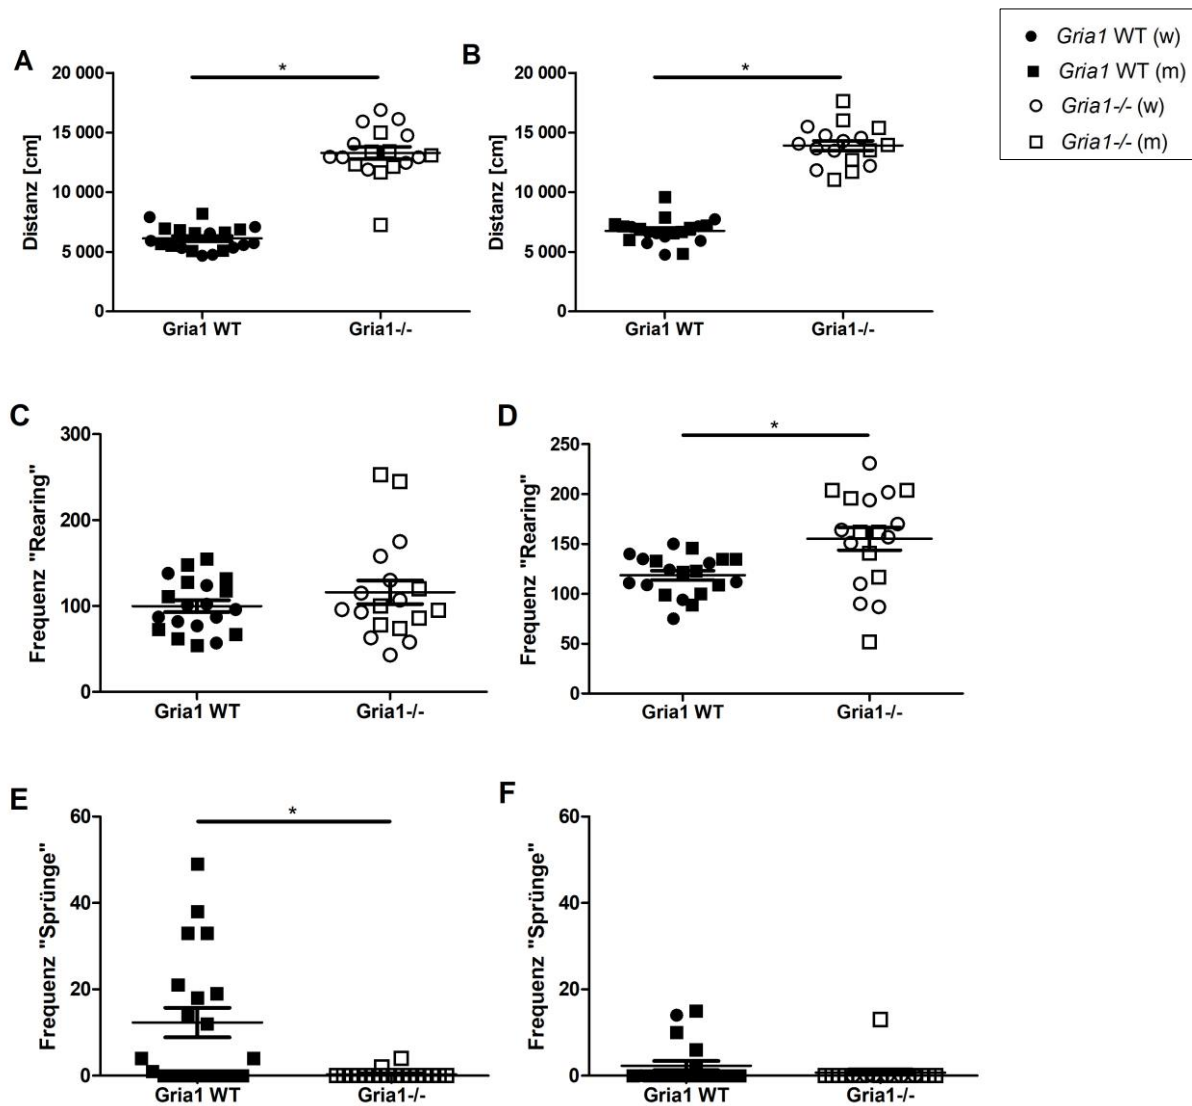 Gria1 WT (w)
Gria1 WT (m)
Gria1-/- (w)
Gria1-/- (m)
A
*
Distanz [cm]
20 000
15 000
10 000
5 000
0
Gria1 WT Gria1-/-
B
*
Distanz [cm]
20 000
15 000
10 000
5 000
0
Gria1 WT Gria1-/-
C
Frequenz "Rearing"
300
200
100
0
Gria1 WT Gria1-/-
D
*
Frequenz "Rearing"
250
200
150
100
50
0
Gria1 WT Gria1-/-
E
*
Frequenz "Sprünge"
60
40
20
0
Gria1 WT Gria1-/-
F
Frequenz "Sprünge"
60
40
20
0
Gria1 WT Gria1-/-